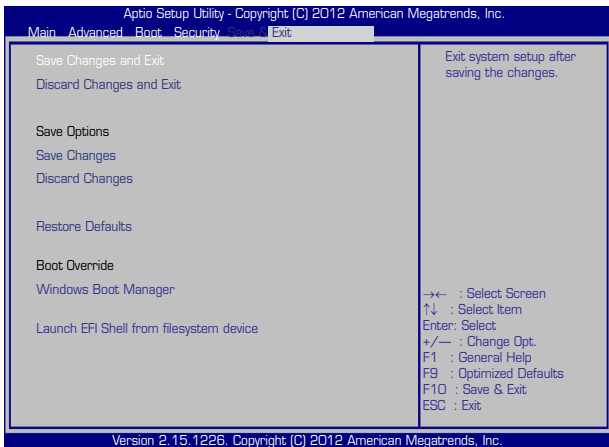 Aptio Setup Utility - Copyright (C) 2012 American Megatrends, Inc.
Main Advanced Boot Security Save & Exit
Save Changes and Exit
Discard Changes and Exit
Save Options
Save Changes
Discard Changes
Restore Defaults
Boot Override
Windows Boot Manager
Launch EFI Shell from filesystem device
Exit system setup after
saving the changes.
→← : Select Screen
↑↓ : Select Item
Enter: Select
+/— : Change Opt.
F1 : General Help
F9 : Optimized Defaults
F10 : Save & Exit
ESC : Exit
Version 2.15.1226. Copyright (C) 2012 American Megatrends, Inc.